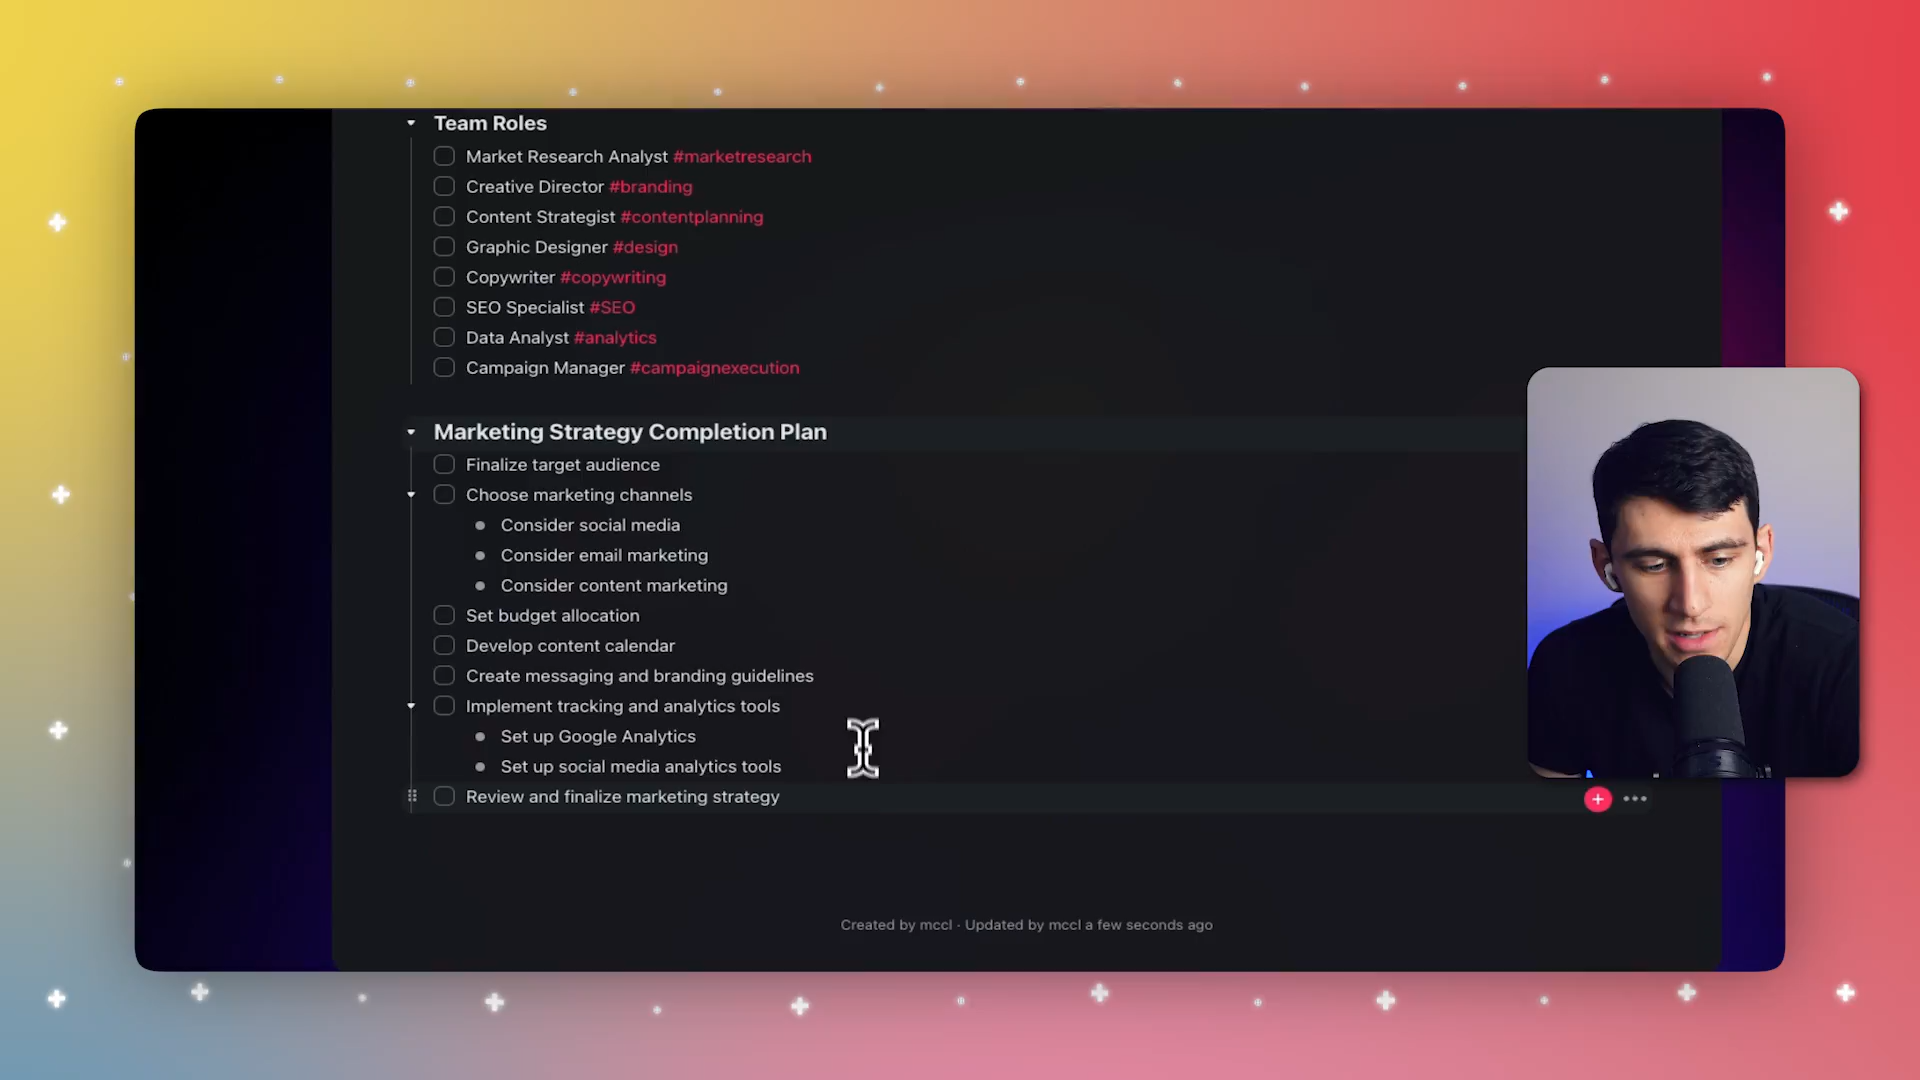 Team Roles
Market Research Analyst #marketresearch
Creative Director #branding
Content Strategist #contentplanning
Graphic Designer #design
Copywriter #copywriting
SEO Specialist #SEO
Data Analyst #analytics
Campaign Manager #campaignexecution
Marketing Strategy Completion Plan
Finalize target audience
Choose marketing channels
Consider social media
Consider email marketing
Consider content marketing
Set budget allocation
Develop content calendar
Create messaging and branding guidelines
Implement tracking and analytics tools
Set up Google Analytics
Set up social media analytics tools
Review and finalize marketing strategy
Created by mccl · Updated by mccl a few seconds ago